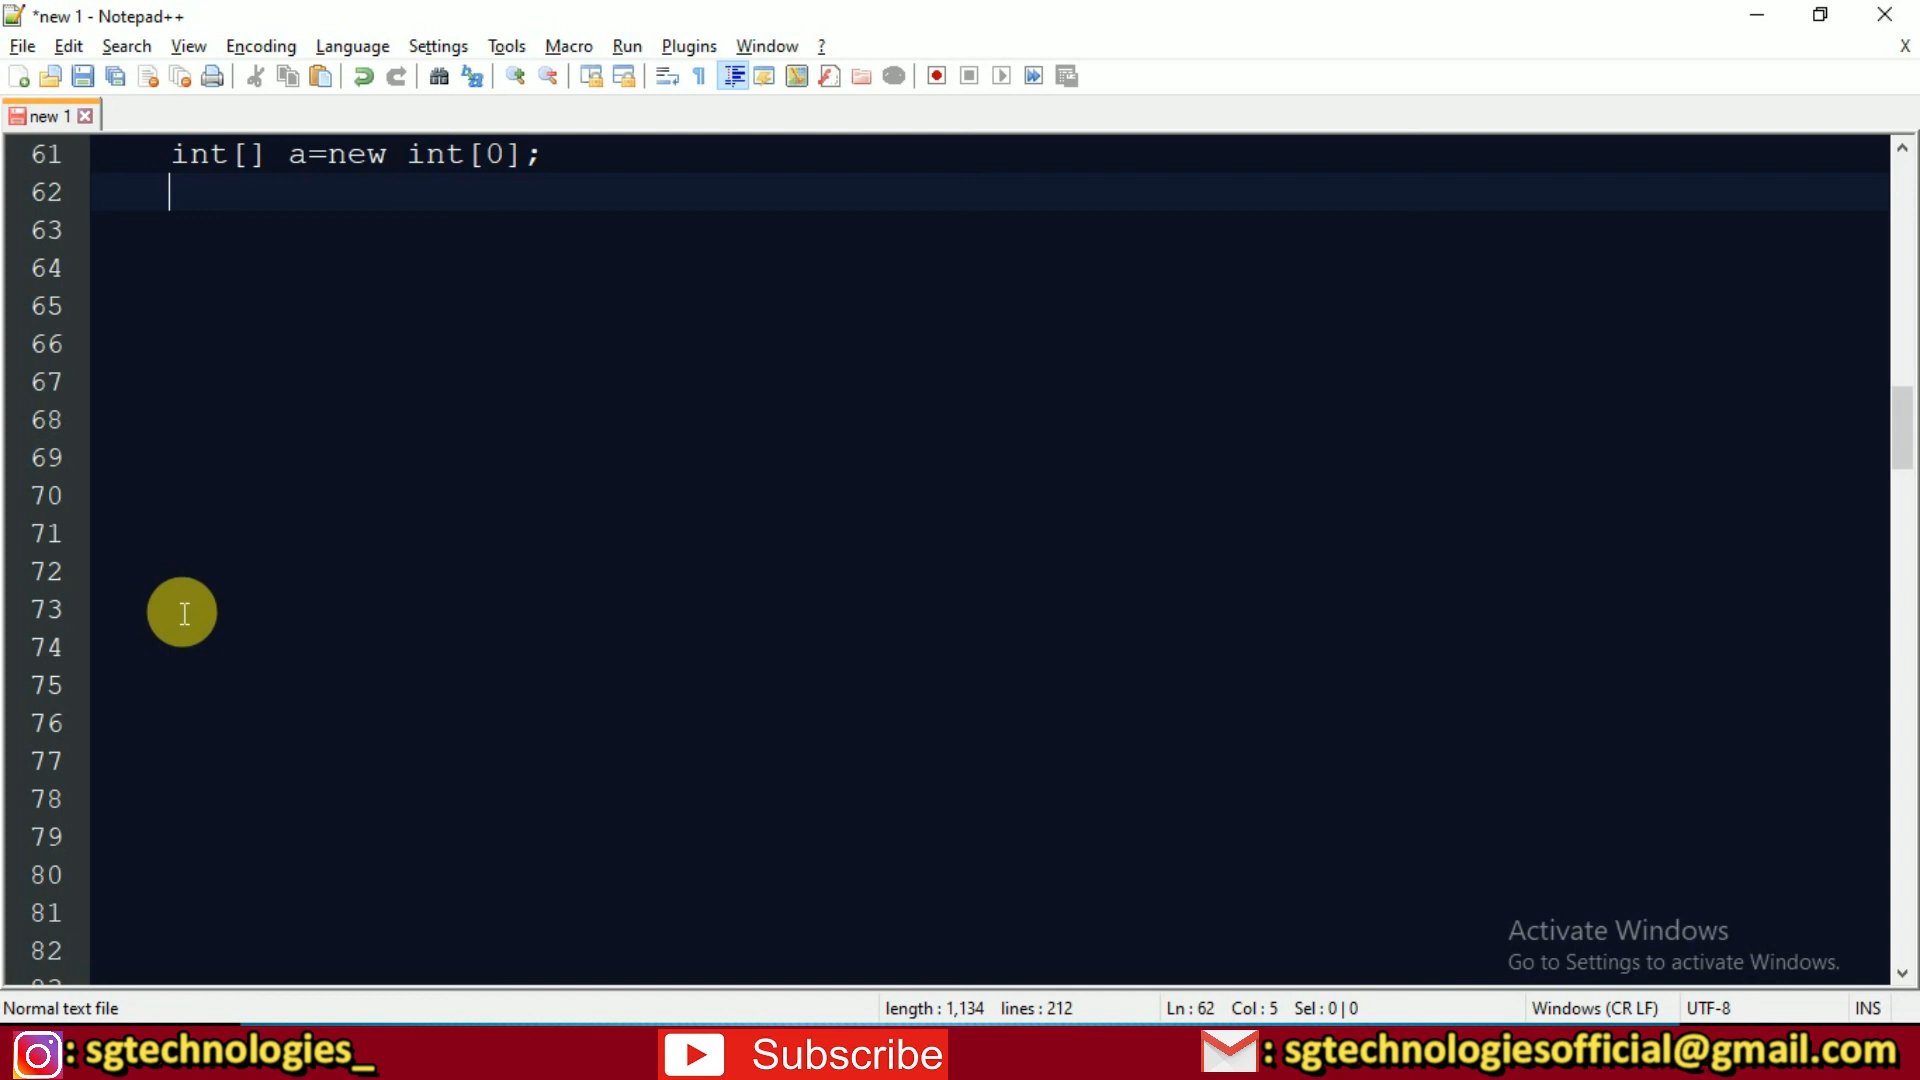 *new 1 - Notepad++
File Edit Search View Encoding Language Settings Tools Macro Run Plugins Window ? X
new 1
61 int[] a=new int[0];
62
63
64
65
66
67
68
69
70
71
72
73
74
75
76
77
78
79
80
81
82
Activate Windows
Go to Settings to activate Windows.
Normal text file length : 1,134 lines : 212 Ln : 62 Col : 5 Sel : 0 | 0 Windows (CR LF) UTF-8 INS
: sgtechnologies_ Subscribe : sgtechnologiesofficial@gmail.com